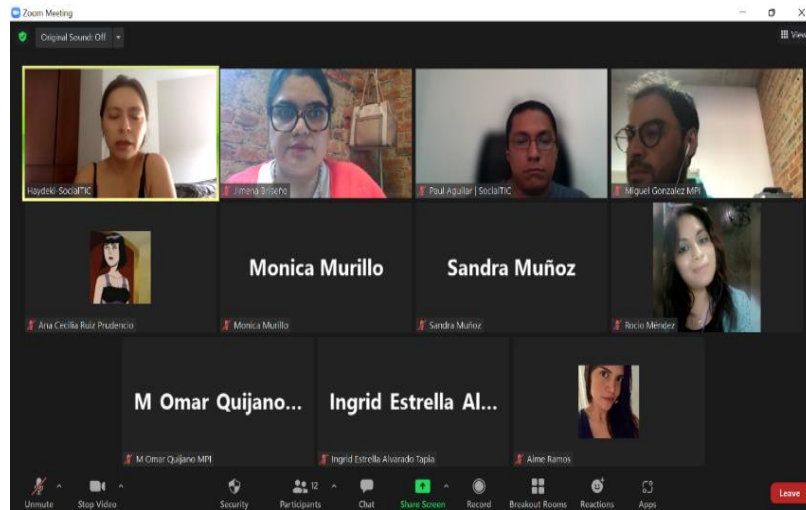 Zoom Meeting
Original Sound: Off
View
Haydeki-SocialTIC
Jimena Briseño
Paul Aguilar | SocialTIC
Miguel Gonzalez MPI
Monica Murillo
Sandra Muñoz
Ana Cecilia Ruiz Prudencio
Monica Murillo
Sandra Muñoz
Rocio Méndez
M Omar Quijano...
Ingrid Estrella Al...
M Omar Quijano MPI
Ingrid Estrella Alvarado Tapia
Aime Ramos
12
Unmute
Stop Video
Security
Participants
Chat
Share Screen
Record
Breakout Rooms
Reactions
Apps
Leave